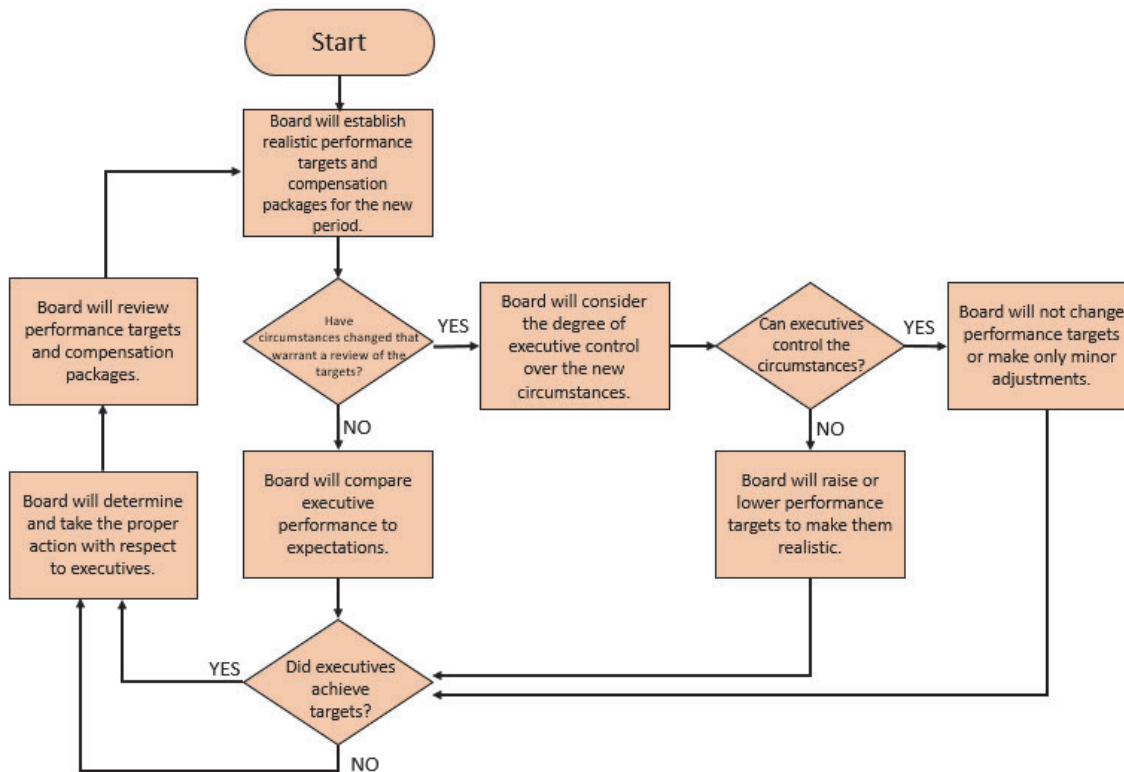 Start
Board will establish
realistic performance
targets and
compensation
packages for the new
period.
Have
circumstances changed that
warrant a review of the
targets?
YES
Board will consider
the degree of
executive control
over the new
circumstances.
Can executives
control the
circumstances?
YES
Board will not change
performance targets
or make only minor
adjustments.
NO
Board will raise or
lower performance
targets to make them
realistic.
NO
Board will compare
executive
performance to
expectations.
Did executives
achieve
targets?
YES
NO
Board will determine
and take the proper
action with respect
to executives.
Board will review
performance targets
and compensation
packages.